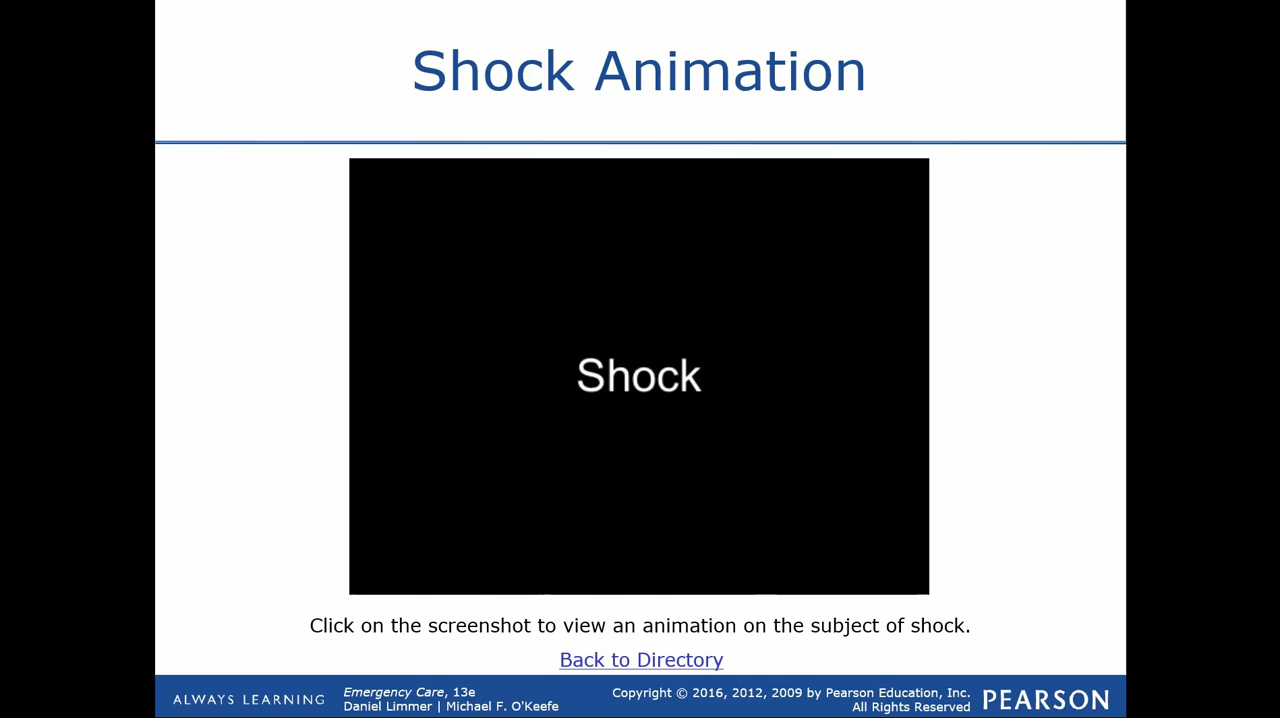 Shock Animation
Shock
Click on the screenshot to view an animation on the subject of shock.
Back to Directory
ALWAYS LEARNING
Emergency Care, 13e
Daniel Limmer | Michael F. O'Keefe
Copyright © 2016, 2012, 2009 by Pearson Education, Inc.
All Rights Reserved
PEARSON